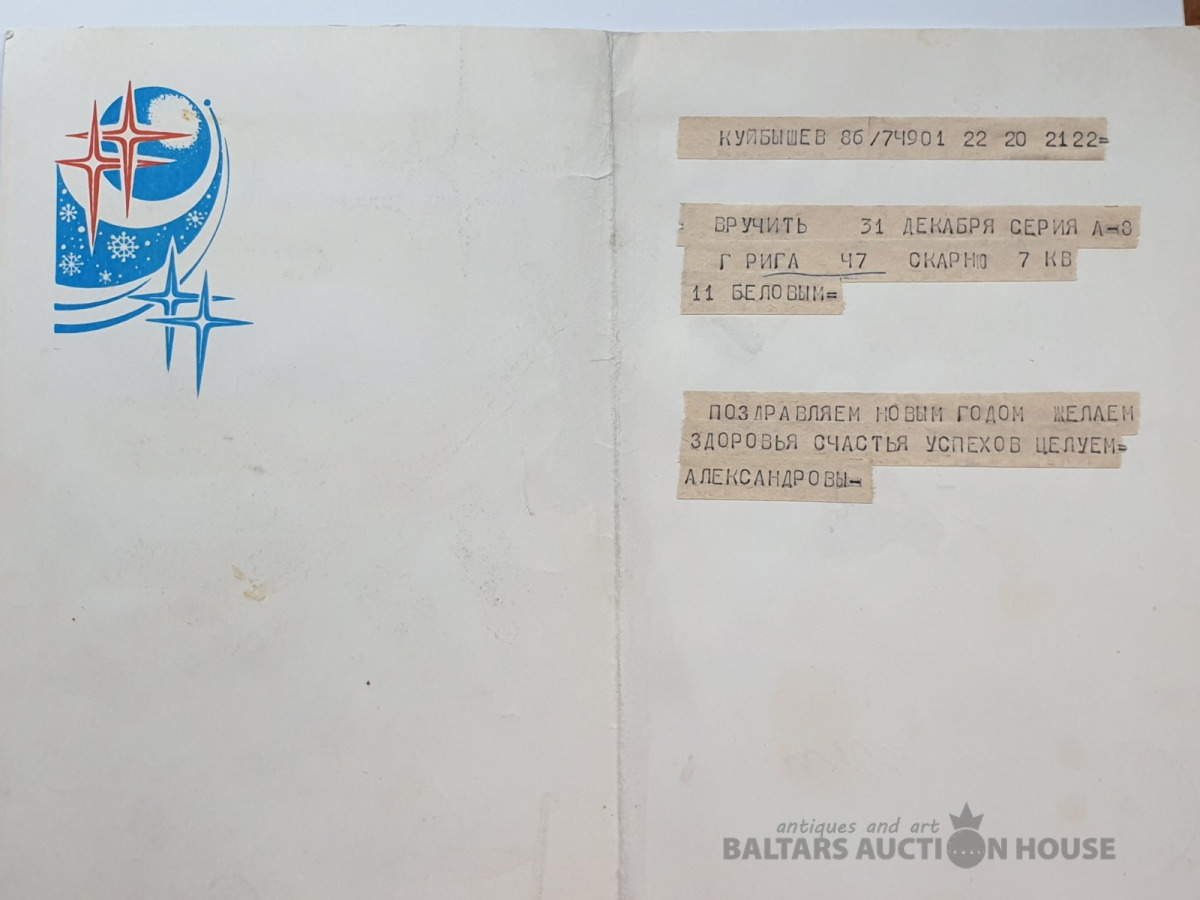 КУЙБЫШЕВ 86/74901 22 20 2122=
ВРУЧИТЬ 31 ДЕКАБРЯ СЕРИЯ А-8
Г РИГА 47 СКАРНЮ 7 КВ
11 БЕЛОВЫМ=
ПОЗДРАВЛЯЕМ НОВЫМ ГОДОМ ЖЕЛАЕМ
ЗДОРОВЬЯ СЧАСТЬЯ УСПЕХОВ ЦЕЛУЕМ=
АЛЕКСАНДРОВЫ-
antiques and art
BALTARS AUCTION HOUSE